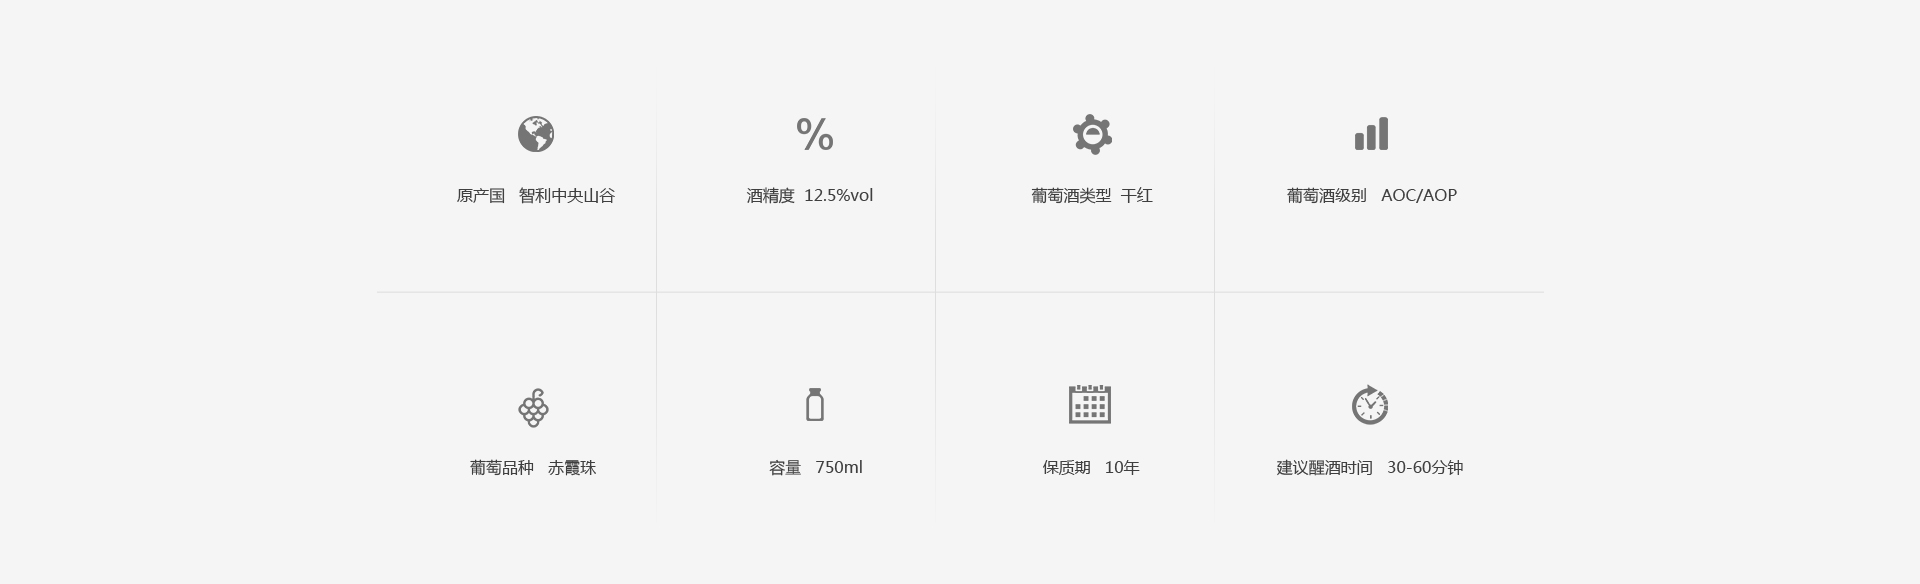 原产国 智利中央山谷
酒精度 12.5%vol
葡萄酒类型 干红
葡萄酒级别 AOC/AOP
葡萄品种 赤霞珠
容量 750ml
保质期 10年
建议醒酒时间 30-60分钟